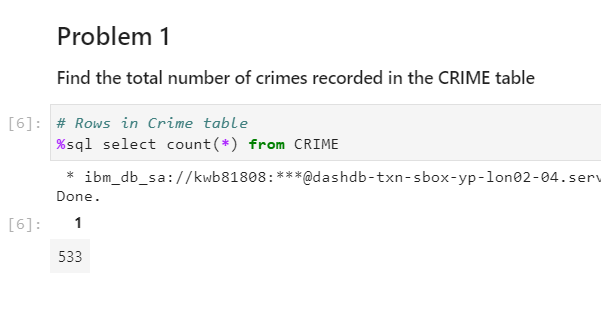 Problem 1
Find the total number of crimes recorded in the CRIME table
[6]: # Rows in Crime table
%sql select count(*) from CRIME
* ibm_db_sa://kwb81808:***@dashdb-txn-sbox-yp-lon02-04.serv
Done.
[6]: 1
533